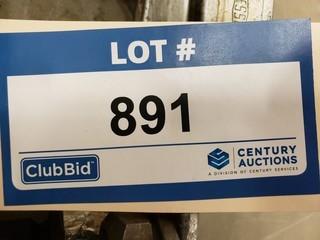 LOT #
891
ClubBid
CENTURY
AUCTIONS
A DIVISION OF CENTURY SERVICES